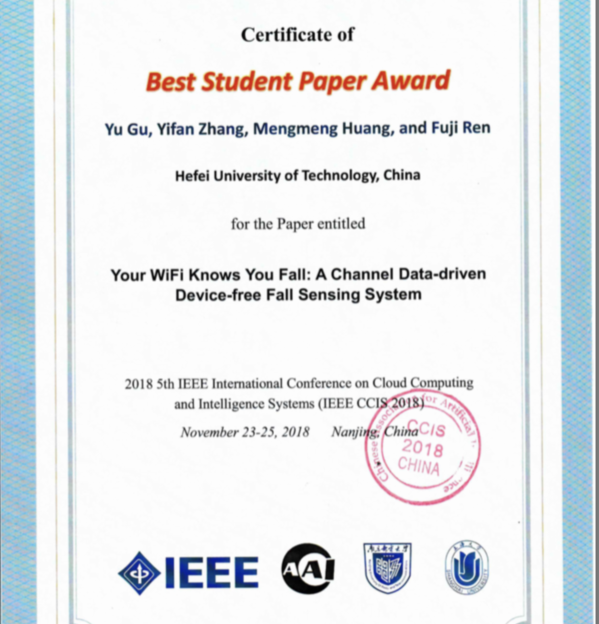 Certificate of
Best Student Paper Award
Yu Gu, Yifan Zhang, Mengmeng Huang, and Fuji Ren
Hefei University of Technology, China
for the Paper entitled
Your WiFi Knows You Fall: A Channel Data-driven
Device-free Fall Sensing System
2018 5th IEEE International Conference on Cloud Computing
and Intelligence Systems (IEEE CCIS 2018)
November 23-25, 2018 Nanjing, China
Chinese for Artificial
CCIS
2018
CHINA
IEEE
AAI